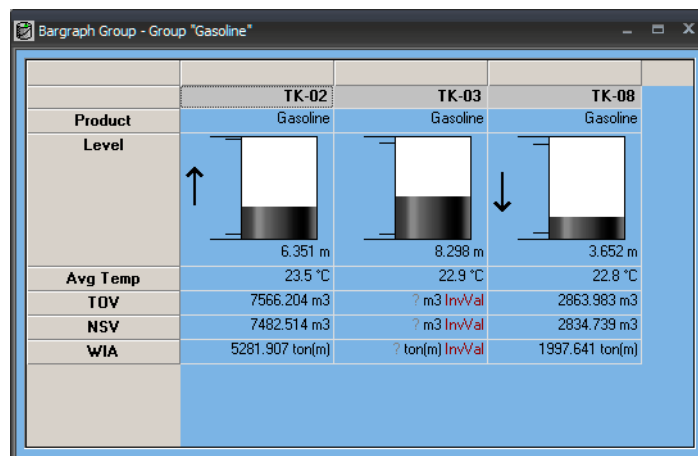 Bargraph Group - Group "Gasoline"
TK-02 TK-03 TK-08
Product Gasoline Gasoline Gasoline
Level
6.351 m 8.298 m 3.652 m
Avg Temp 23.5 °C 22.9 °C 22.8 °C
TOV 7566.204 m3 ? m3 InvVal 2863.983 m3
NSV 7482.514 m3 ? m3 InvVal 2834.739 m3
WIA 5281.907 ton(m) ? ton(m) InvVal 1997.641 ton(m)